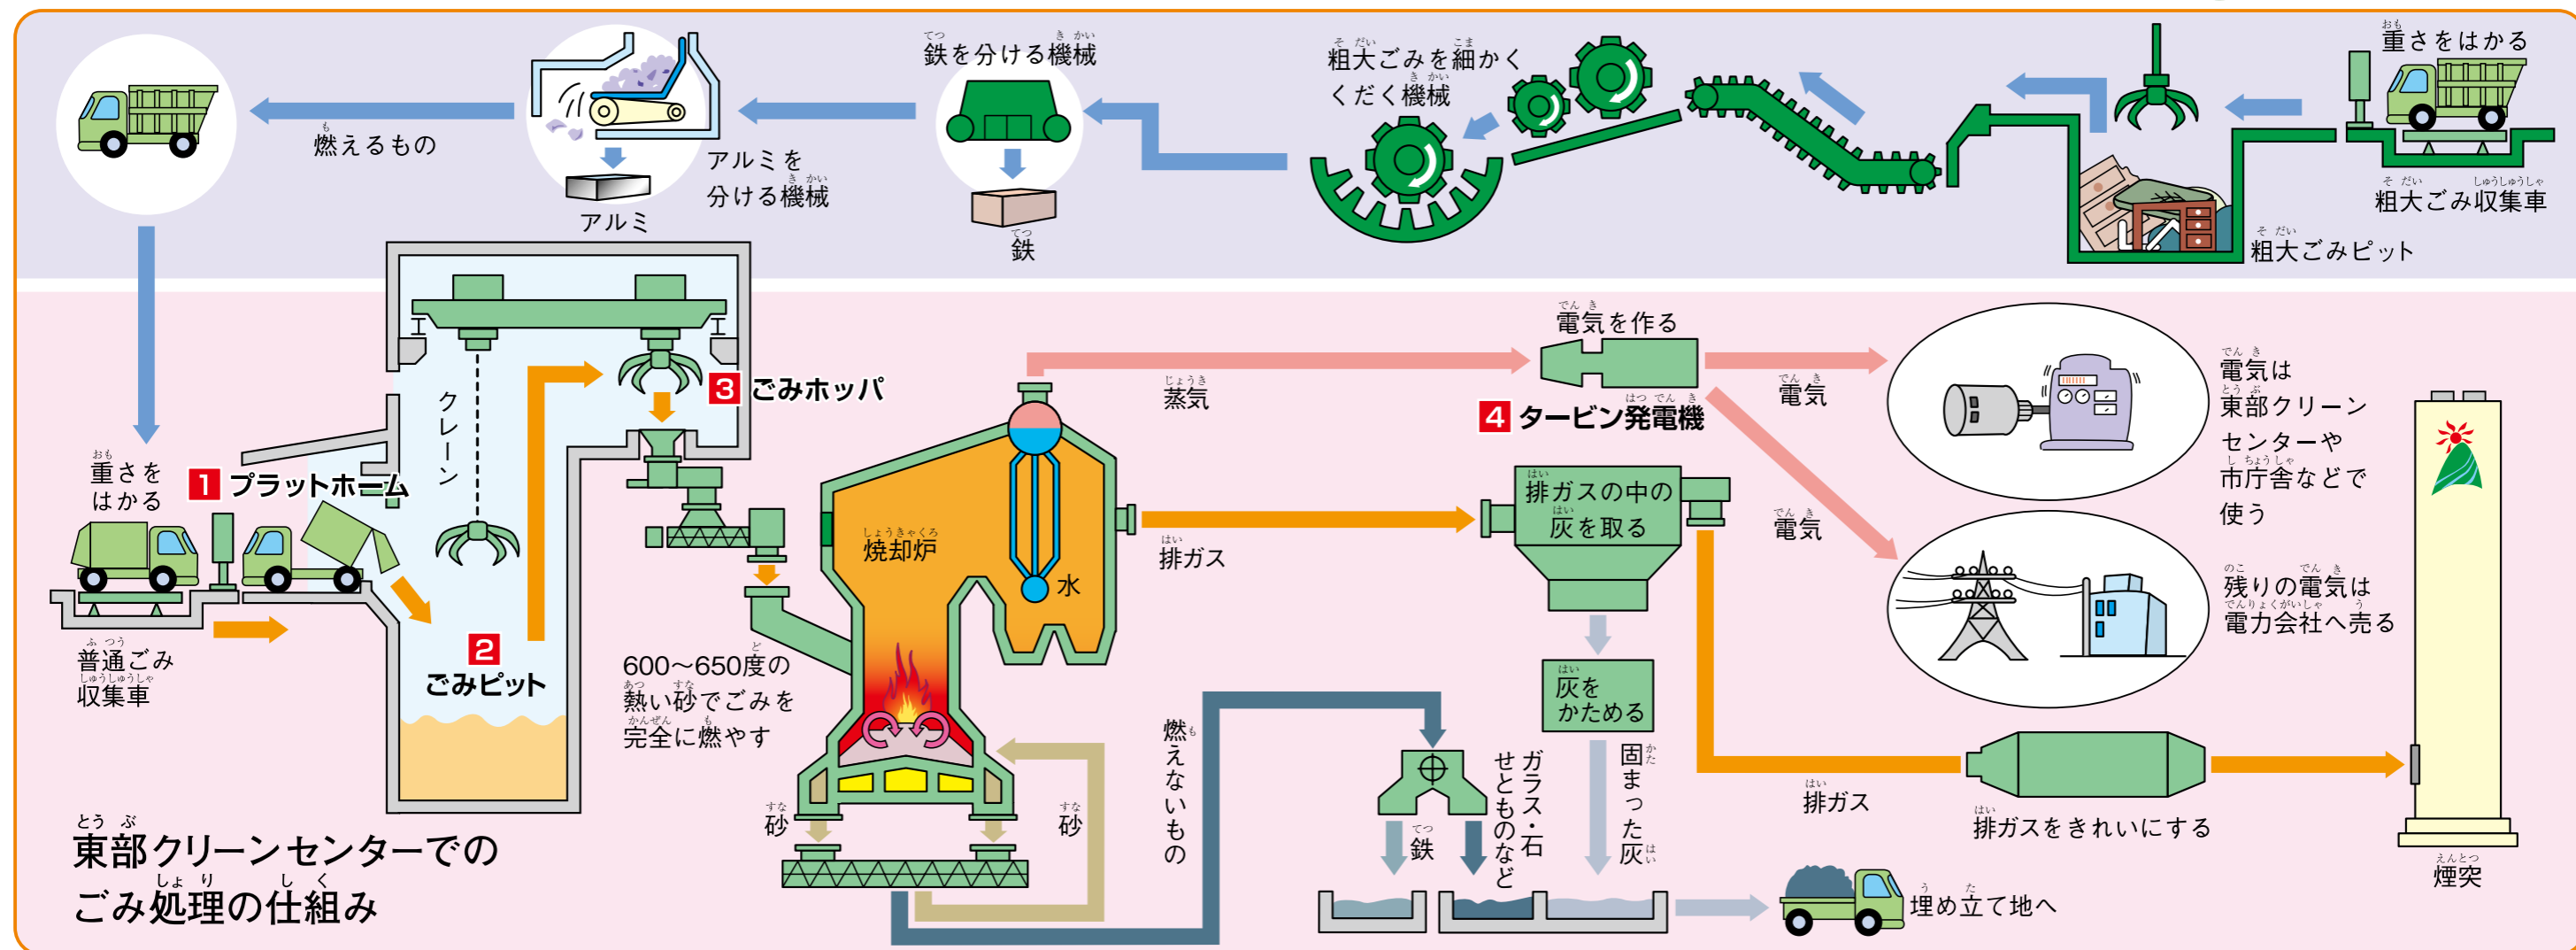 重さをはかる
粗大ごみ収集車
粗大ごみピット
粗大ごみを細かく
くだく機械
鉄を分ける機械
鉄
アルミを
分ける機械
アルミ
燃えるもの
重さを
はかる
普通ごみ
収集車
1 プラットホーム
クレーン
2
ごみピット
3 ごみホッパ
600〜650度の
熱い砂でごみを
完全に燃やす
焼却炉
水
砂
砂
蒸気
電気を作る
4 タービン発電機
電気
電気
電気は
東部クリーン
センターや
市庁舎などで
使う
残りの電気は
電力会社へ売る
排ガス
排ガスの中の
灰を取る
灰を
かためる
固まった灰
燃えないもの
鉄
ガラス・石
せとものなど
排ガス
排ガスをきれいにする
煙突
埋め立て地へ
東部クリーンセンターでの
ごみ処理の仕組み